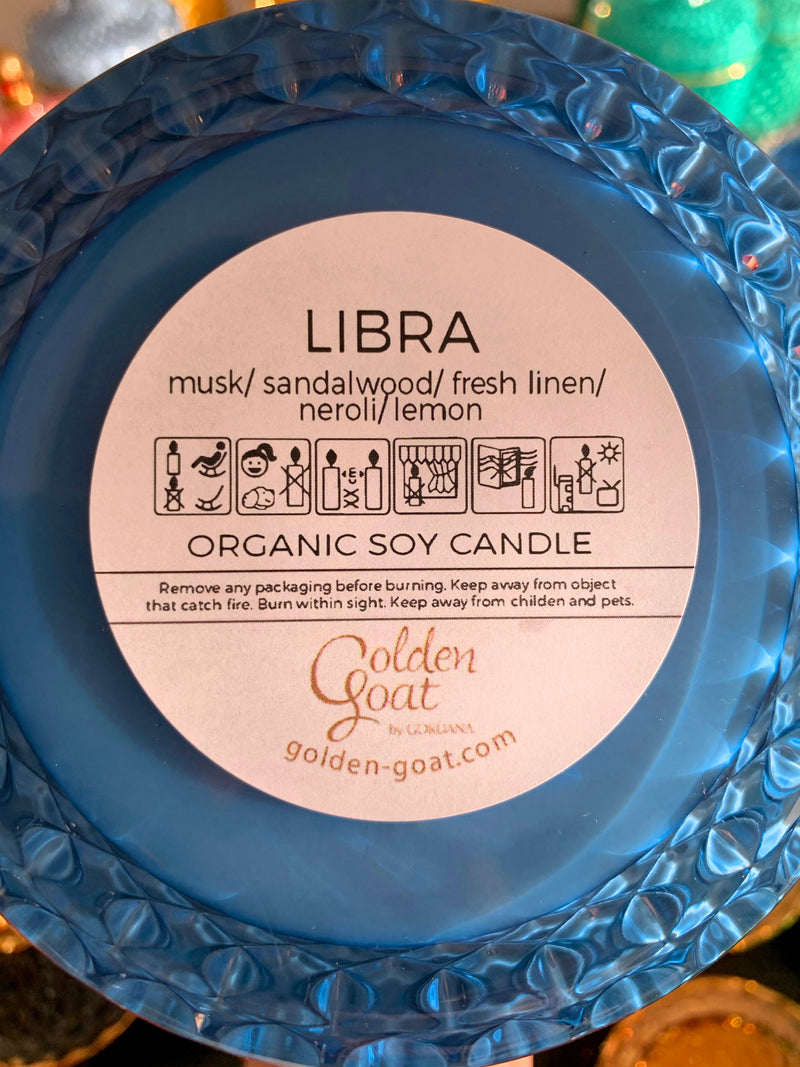 LIBRA
musk/ sandalwood/ fresh linen/
neroli/lemon
ORGANIC SOY CANDLE
Remove any packaging before burning. Keep away from object
that catch fire. Burn within sight. Keep away from childen and pets.
Golden
Goat
by GORDANA
golden-goat.com